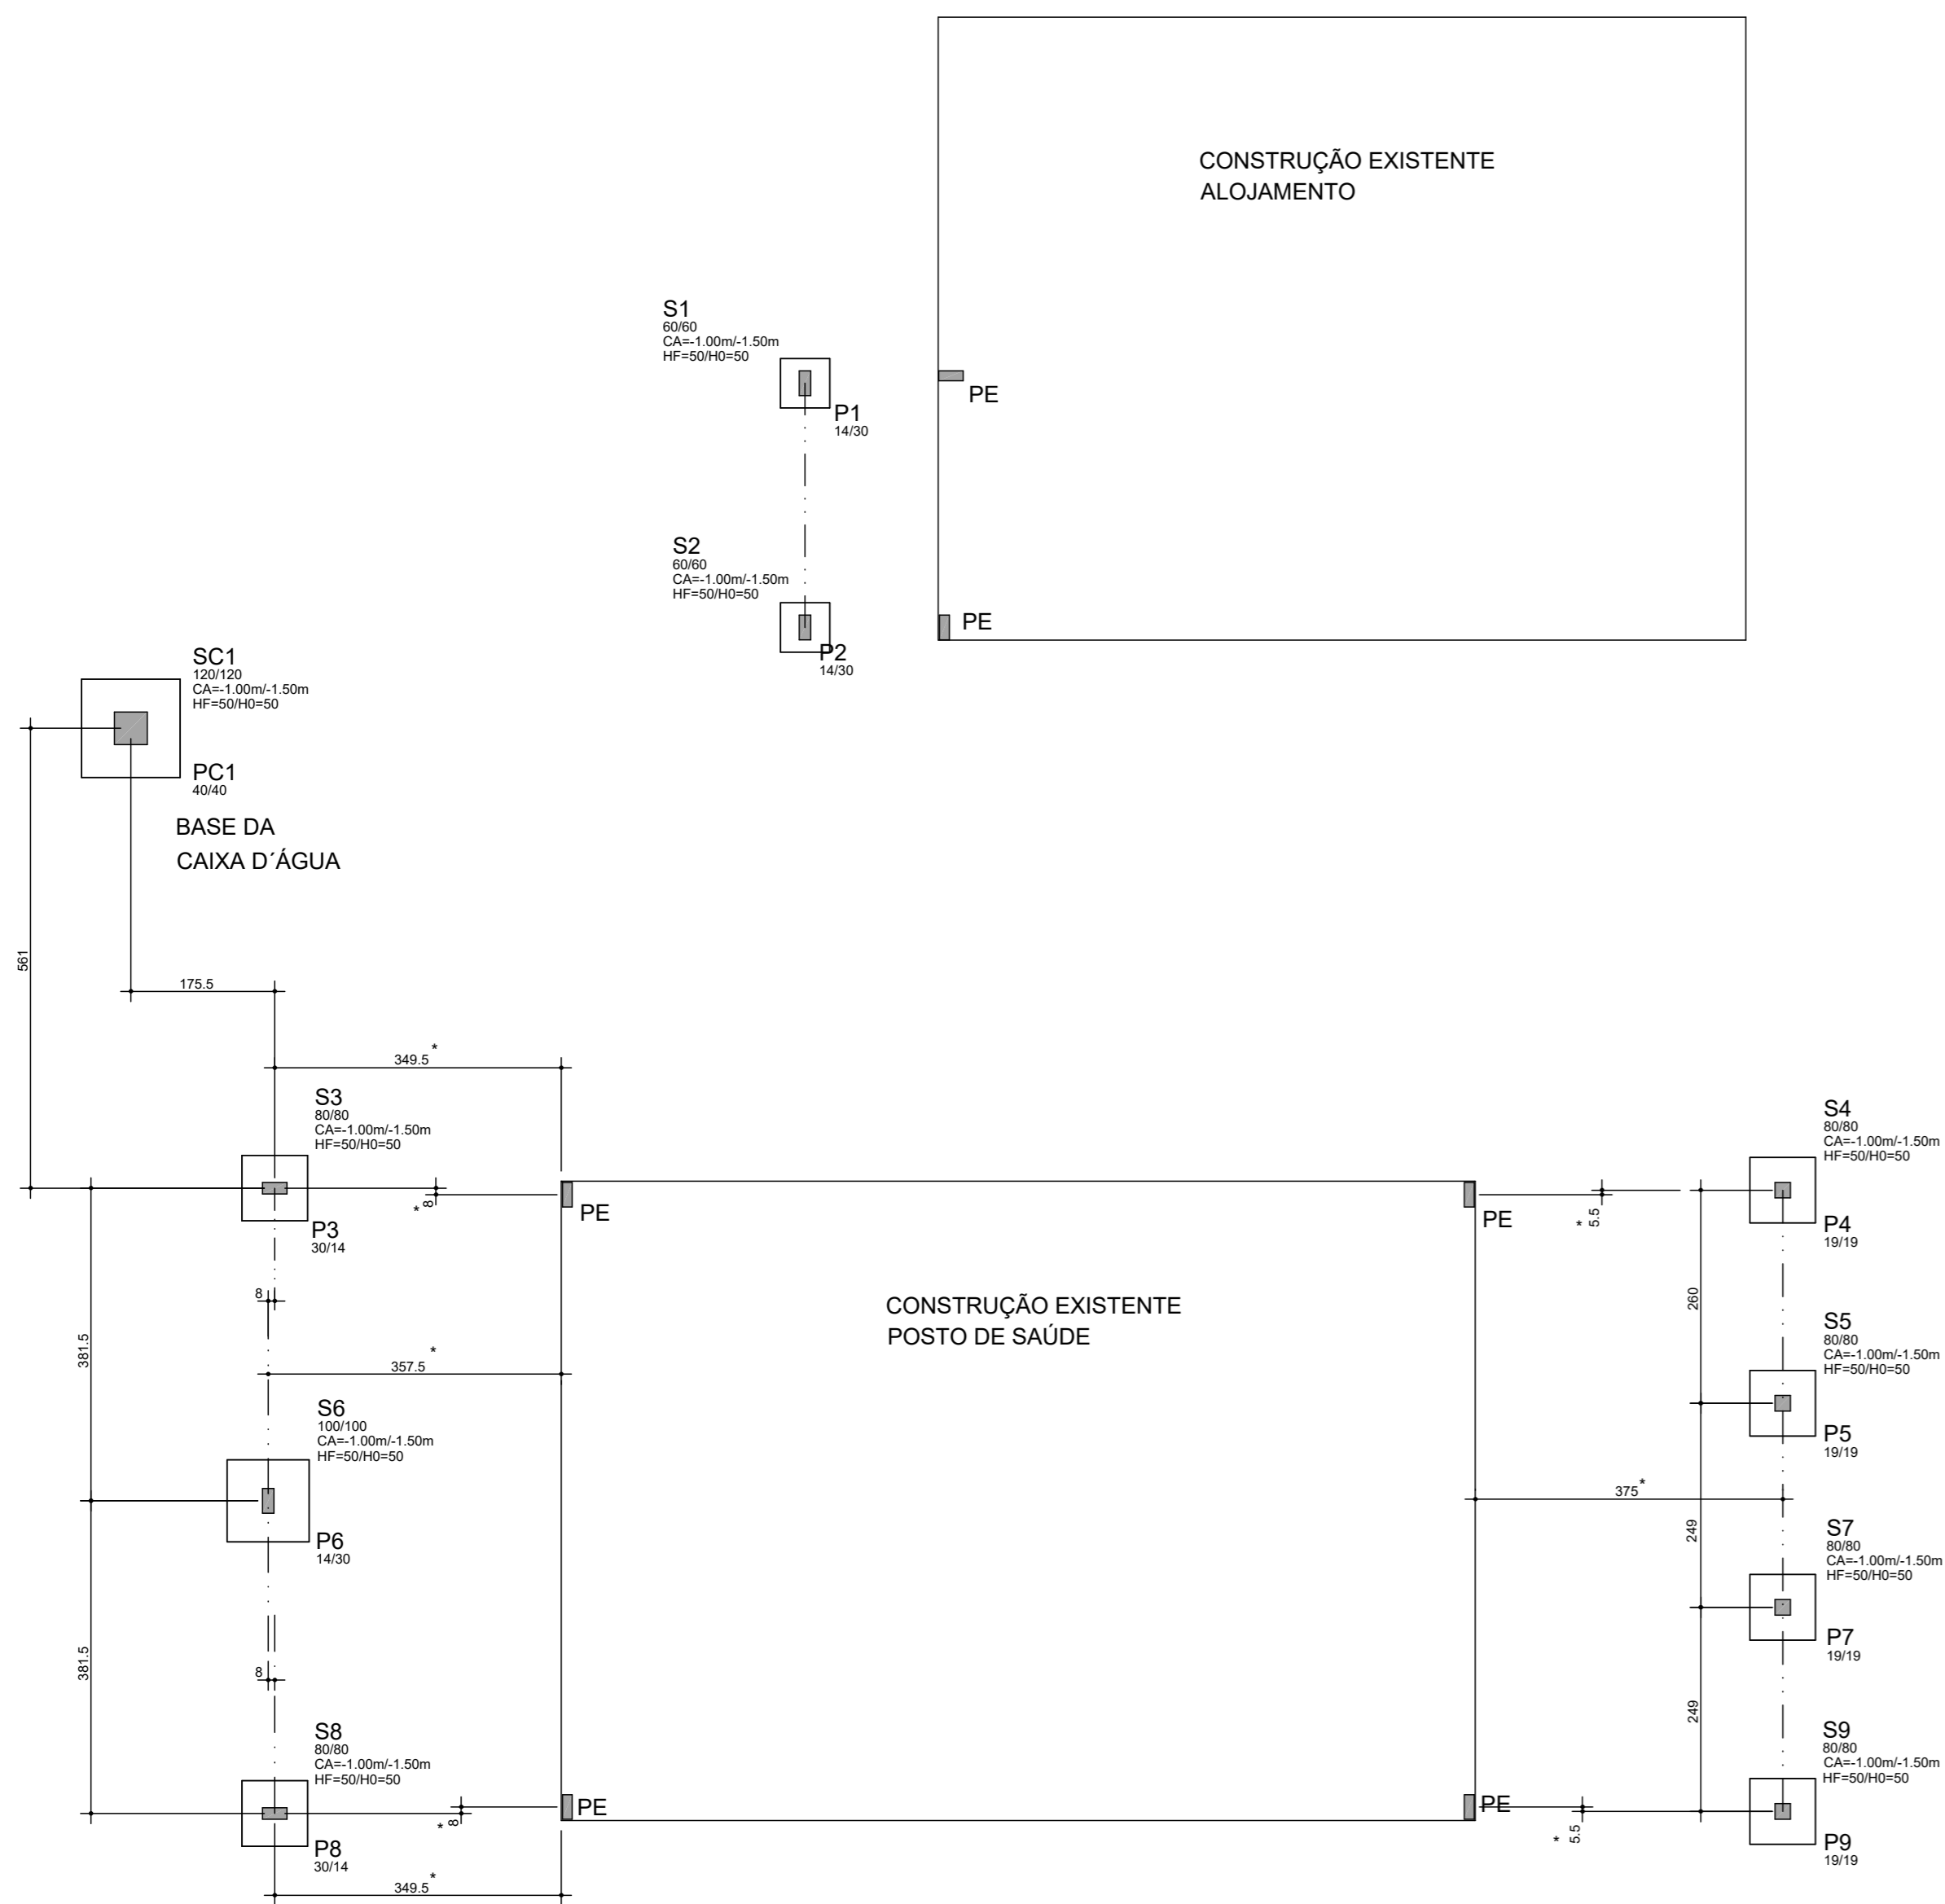 CONSTRUÇÃO EXISTENTE
ALOJAMENTO
S1
60/60
CA=-1.00m/-1.50m
HF=50/H0=50
P1
14/30
PE
S2
60/60
CA=-1.00m/-1.50m
HF=50/H0=50
P2
14/30
PE
SC1
120/120
CA=-1.00m/-1.50m
HF=50/H0=50
PC1
40/40
BASE DA
CAIXA D´ÁGUA
561
175.5
349.5*
S3
80/80
CA=-1.00m/-1.50m
HF=50/H0=50
P3
30/14
* 8
PE
PE
* 5.5
S4
80/80
CA=-1.00m/-1.50m
HF=50/H0=50
P4
19/19
8
381.5
357.5*
CONSTRUÇÃO EXISTENTE
POSTO DE SAÚDE
260
S5
80/80
CA=-1.00m/-1.50m
HF=50/H0=50
P5
19/19
S6
100/100
CA=-1.00m/-1.50m
HF=50/H0=50
P6
14/30
375*
249
S7
80/80
CA=-1.00m/-1.50m
HF=50/H0=50
P7
19/19
381.5
8
249
S8
80/80
CA=-1.00m/-1.50m
HF=50/H0=50
P8
30/14
* 8
PE
PE
* 5.5
S9
80/80
CA=-1.00m/-1.50m
HF=50/H0=50
P9
19/19
349.5*